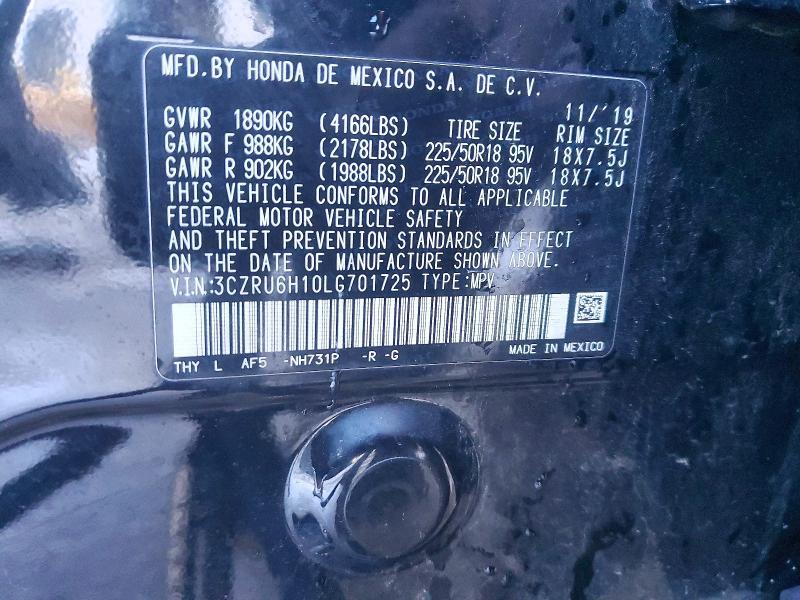 MFD.BY HONDA DE MEXICO S.A. DE C.V.
11/'19
GVWR 1890KG (4166LBS) TIRE SIZE RIM SIZE
GAWR F 988KG (2178LBS) 225/50R18 95V 18X7.5J
GAWR R 902KG (1988LBS) 225/50R18 95V 18X7.5J
THIS VEHICLE CONFORMS TO ALL APPLICABLE
FEDERAL MOTOR VEHICLE SAFETY
AND THEFT PREVENTION STANDARDS IN EFFECT
ON THE DATE OF MANUFACTURE SHOWN ABOVE.
V.I.N.:3CZRU6H10LG701725 TYPE:MPV
THY L AF5 -NH731P -R -G MADE IN MEXICO